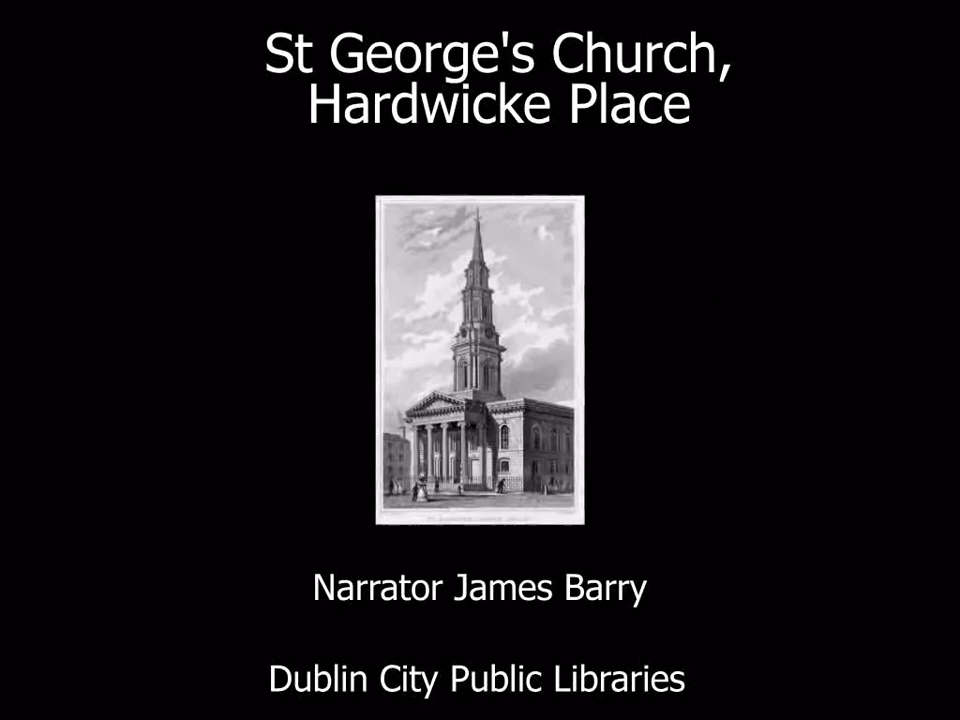 St George's Church,
Hardwicke Place
Narrator James Barry
Dublin City Public Libraries